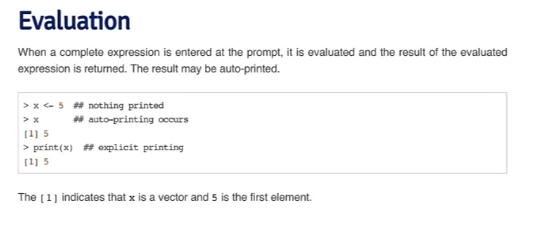 Evaluation
When a complete expression is entered at the prompt, it is evaluated and the result of the evaluated
expression is returned. The result may be auto-printed.
> x <- 5  ## nothing printed
> x       ## auto-printing occurs
[1] 5
> print(x)  ## explicit printing
[1] 5
The [1] indicates that x is a vector and 5 is the first element.